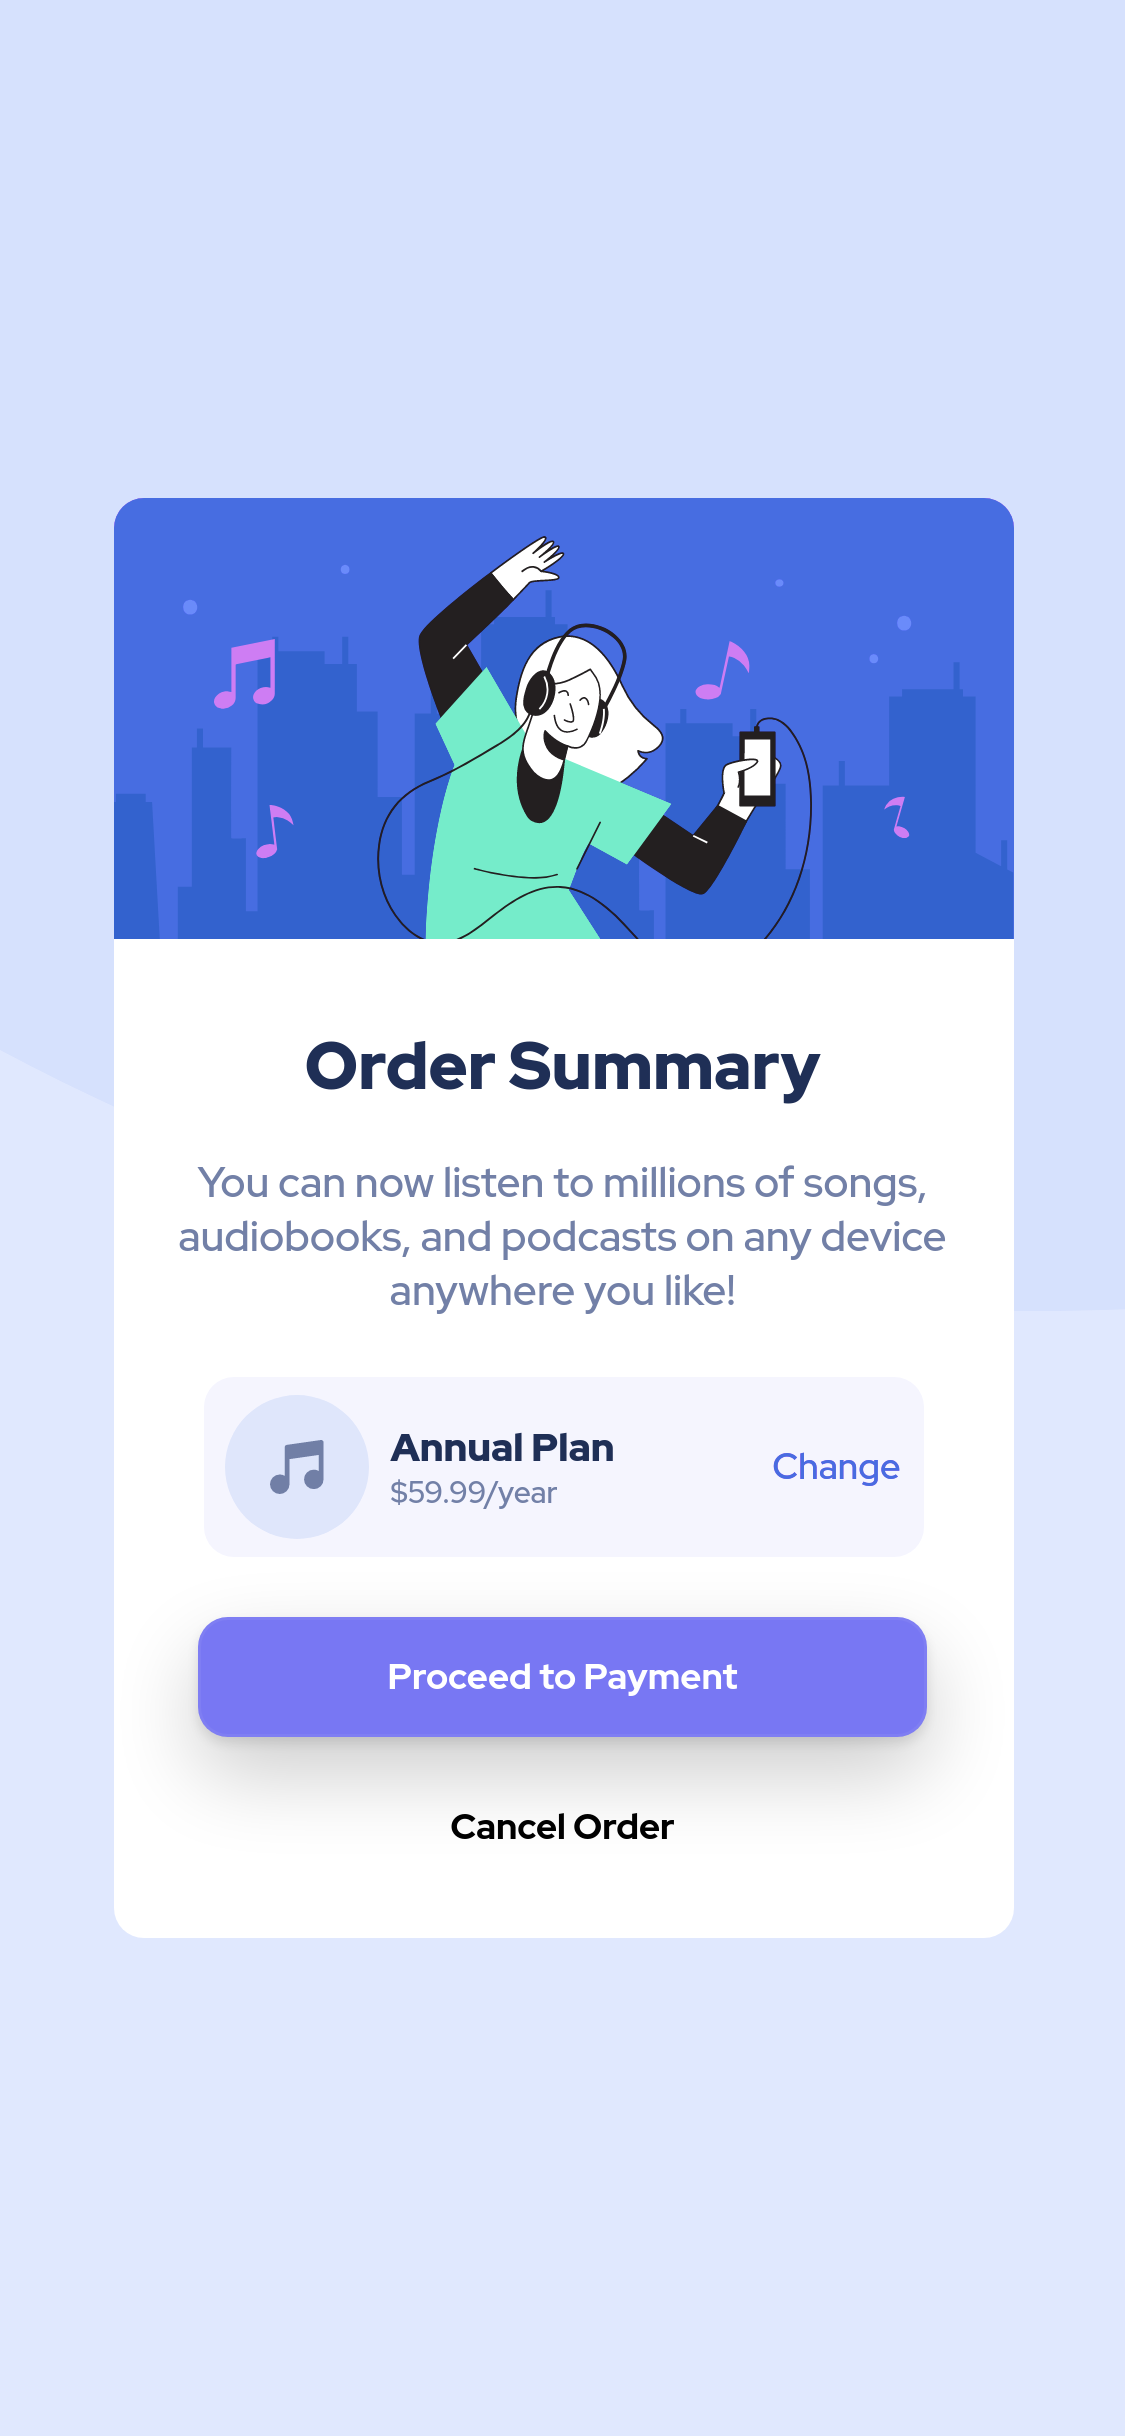 Order Summary
You can now listen to millions of songs,
audiobooks, and podcasts on any device
anywhere you like!
Annual Plan
$59.99/year
Change
Proceed to Payment
Cancel Order